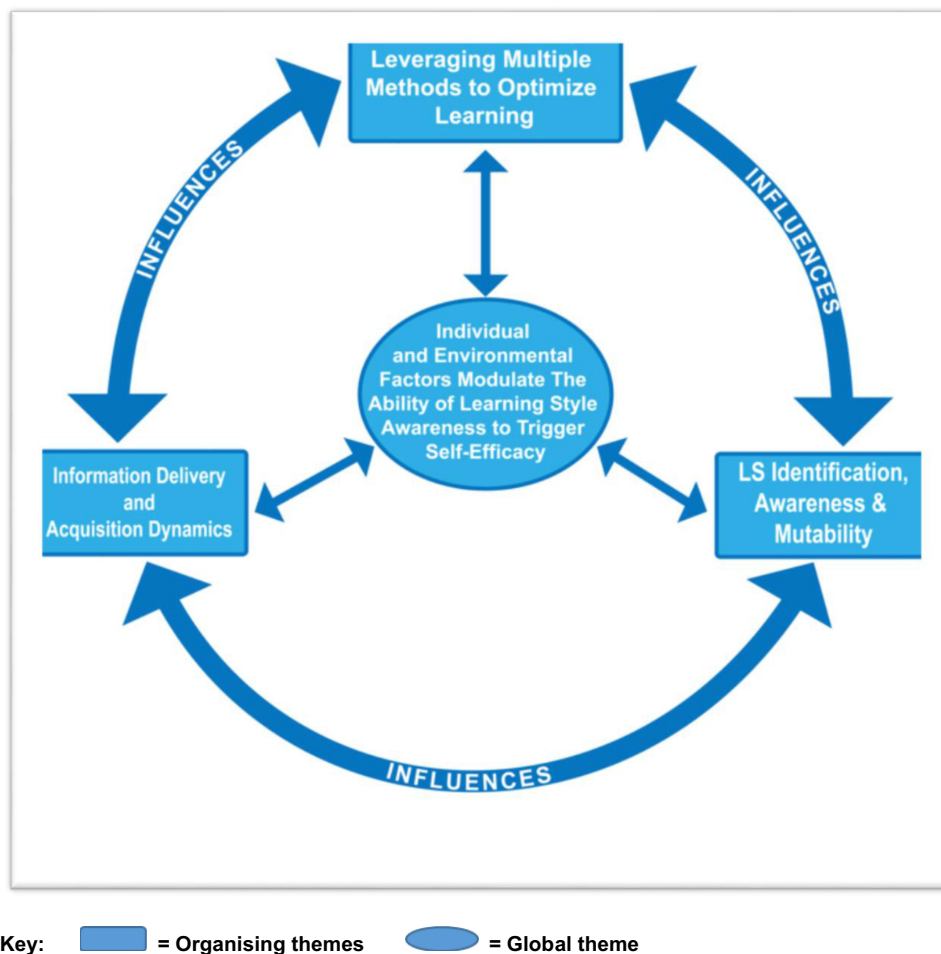 Leveraging Multiple
Methods to Optimize
Learning
INFLUENCES
INFLUENCES
Individual
and Environmental
Factors Modulate The
Ability of Learning Style
Awareness to Trigger
Self-Efficacy
Information Delivery
and
Acquisition Dynamics
LS Identification,
Awareness &
Mutability
INFLUENCES
Key: = Organising themes = Global theme